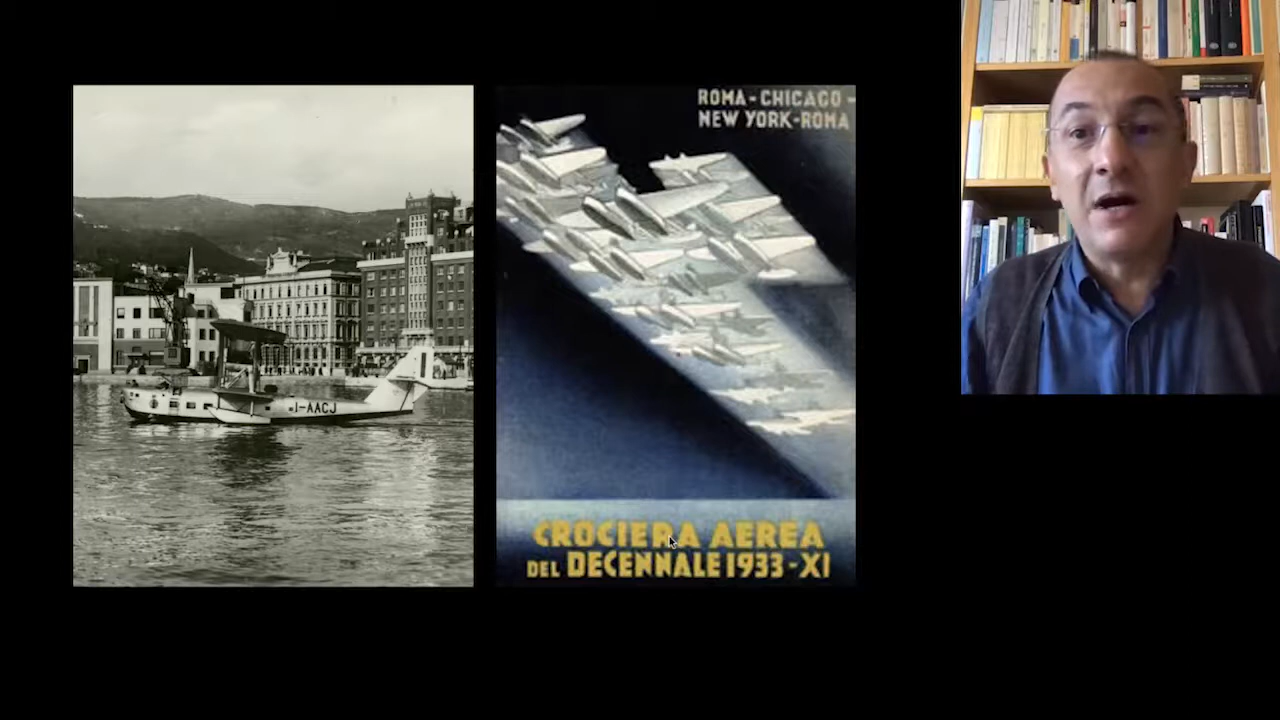 I-AACJ
ROMA-CHICAGO-
NEW YORK-ROMA
CROCIERA AEREA
DEL DECENNALE 1933-XI